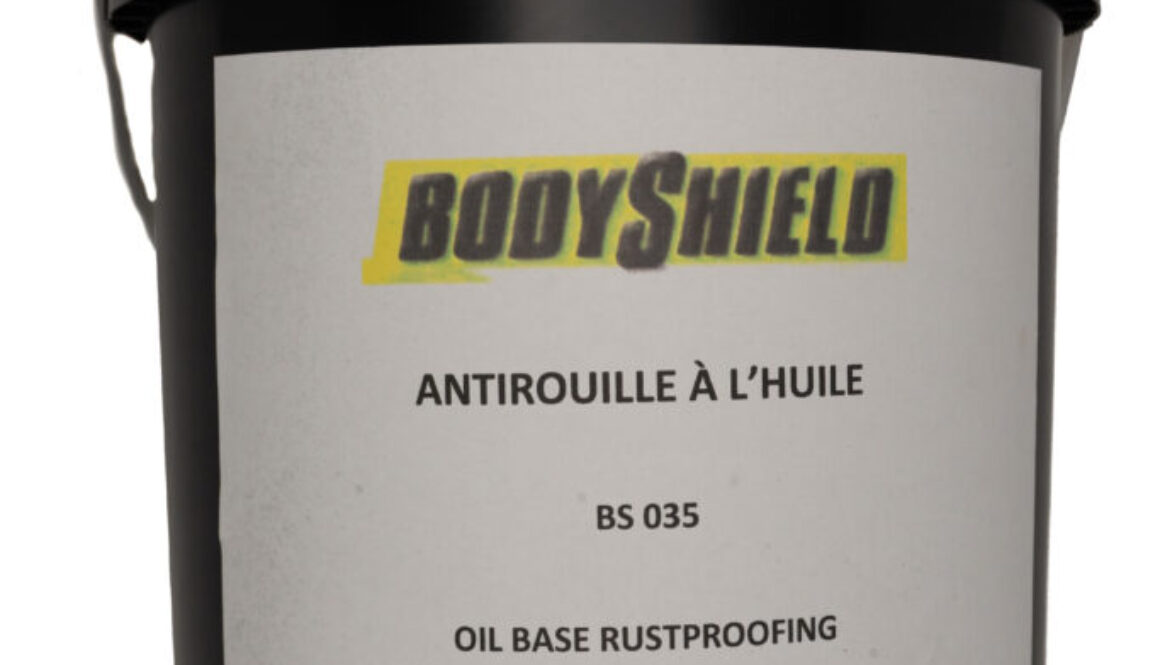 BODYSHIELD
ANTIROUILLE À L’HUILE
BS 035
OIL BASE RUSTPROOFING